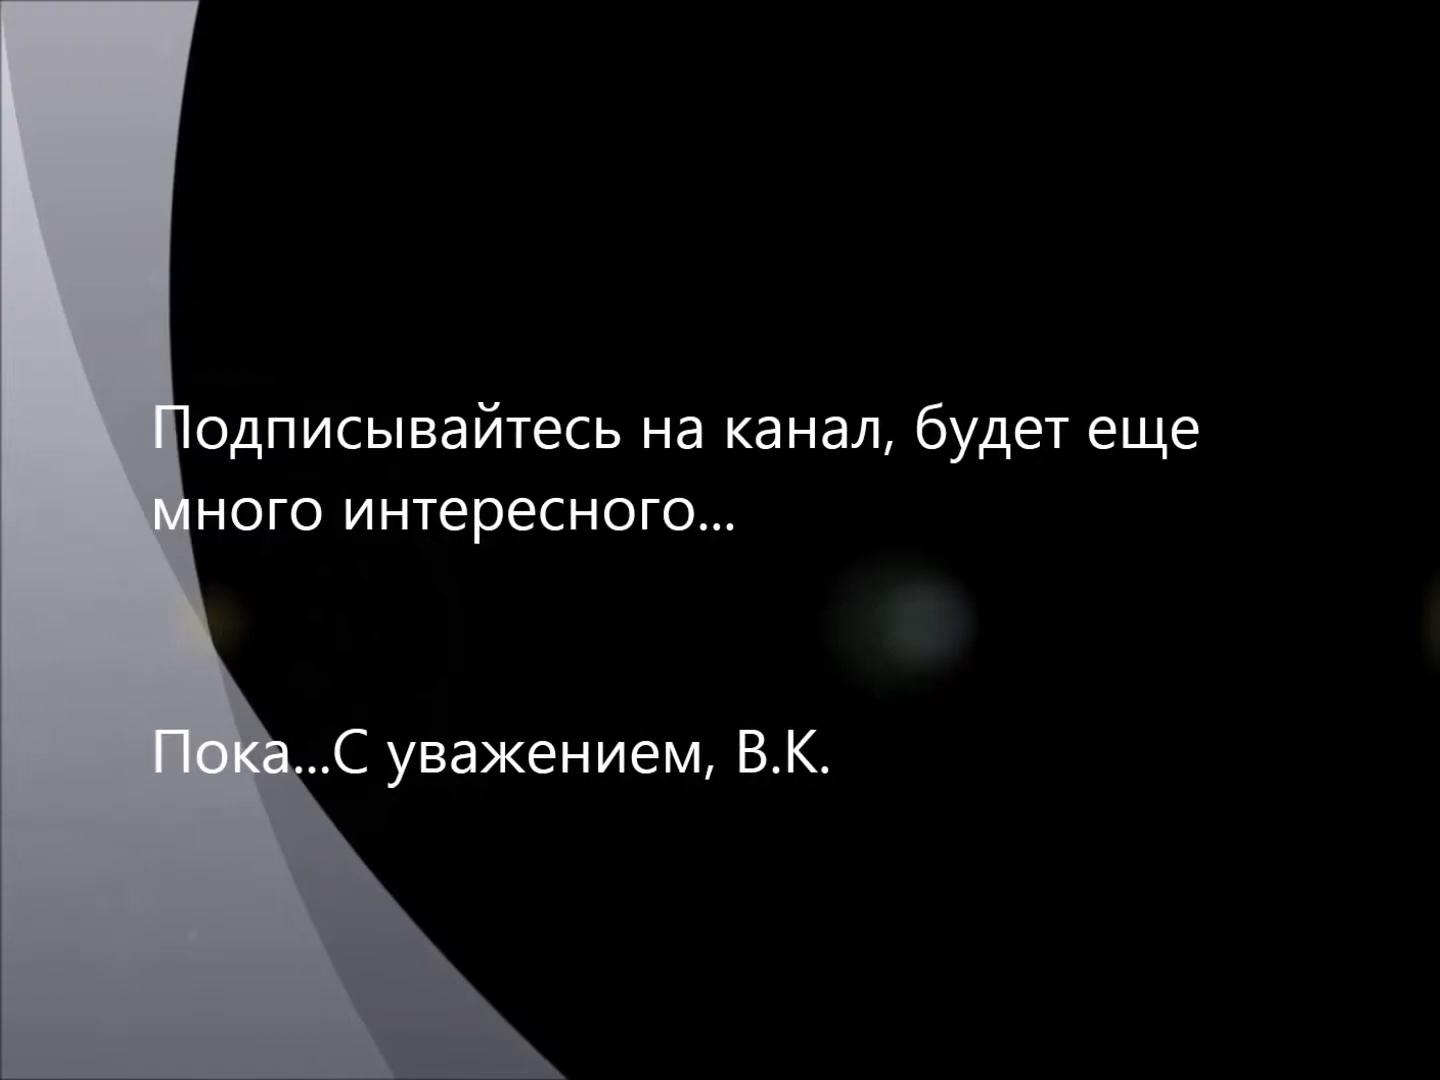 Подписывайтесь на канал, будет еще
много интересного...
Пока...С уважением, В.К.